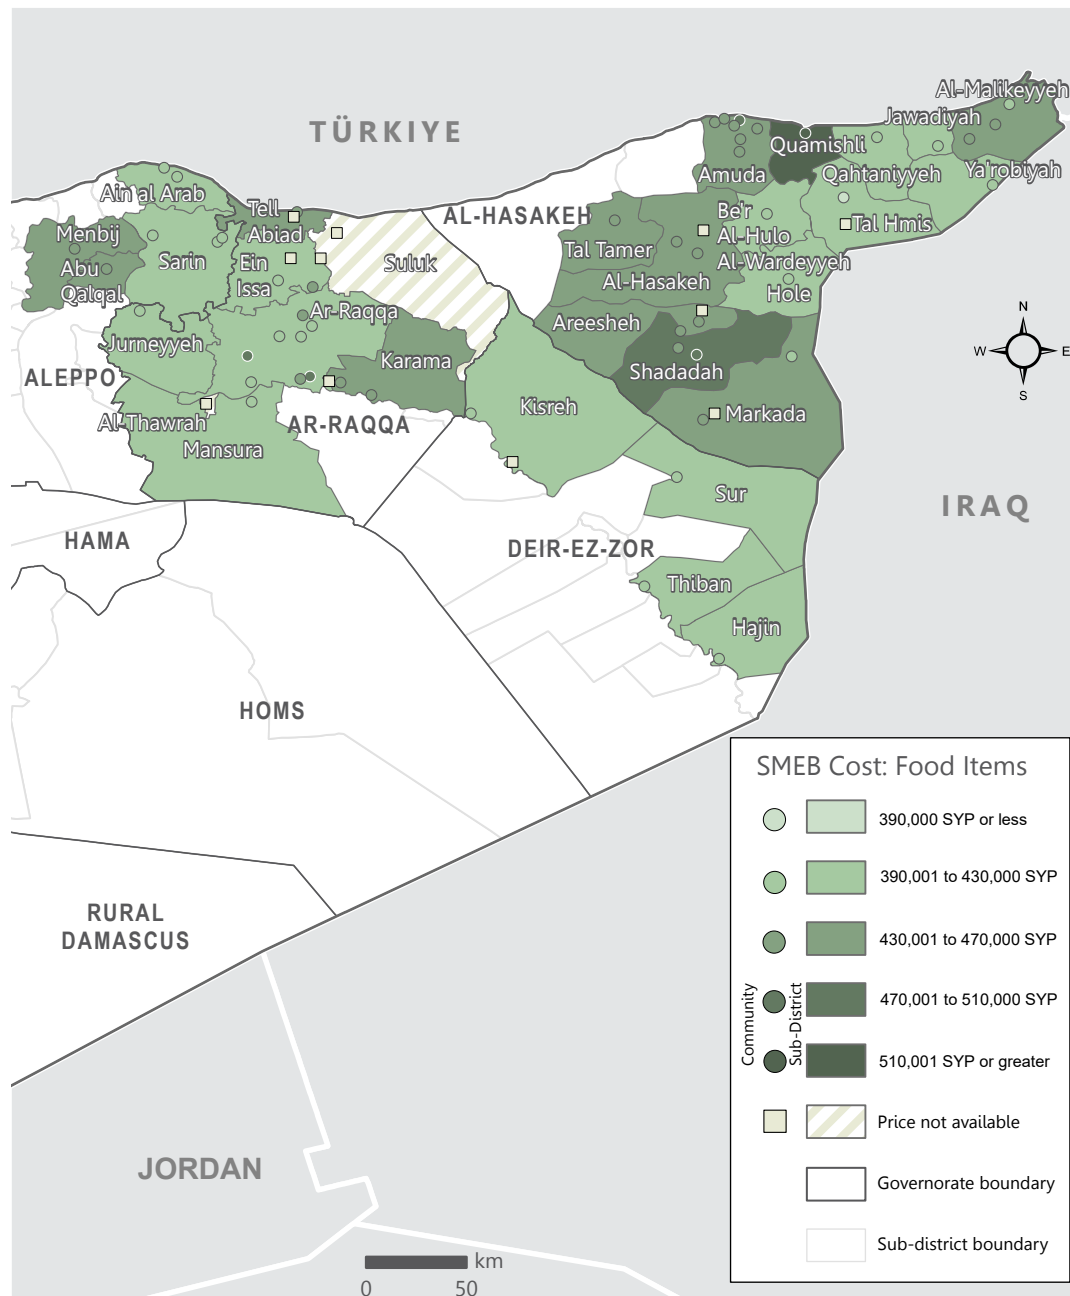 TÜRKIYE
Al-Malikeyyeh
Jawadiyah
Quamishli
Ya'robiyah
Qahtaniyyeh
Amuda
Ain al Arab
Tell
Abiad
AL-HASAKEH
Be'r
Al-Hulo
Al-Wardeyyeh
Tal Hmis
Menbij
Abu
Qalqal
Sarin
Ein
Issa
Suluk
Tal Tamer
Al-Hasakeh
Hole
Ar-Raqqa
Areesheh
N
W
E
S
Jurneyyeh
Karama
Shadadah
ALEPPO
Al-Thawrah
AR-RAQQA
Kisreh
Markada
Mansura
Sur
IRAQ
HAMA
DEIR-EZ-ZOR
Thiban
Hajin
HOMS
RURAL
DAMASCUS
JORDAN
SMEB Cost: Food Items
390,000 SYP or less
390,001 to 430,000 SYP
430,001 to 470,000 SYP
470,001 to 510,000 SYP
510,001 SYP or greater
Community
Sub-District
Price not available
Governorate boundary
Sub-district boundary
km
0 50